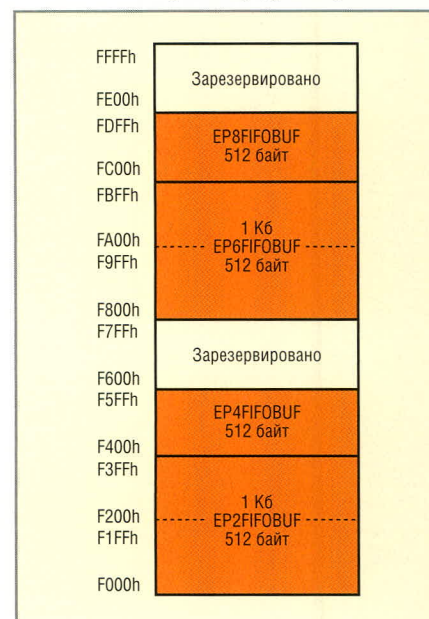 FFFFh
Зарезервировано
FE00h
FDFFh
EP8FIFOBUF
512 байт
FC00h
FBFFh
1 Кб
FA00h
EP6FIFOBUF
F9FFh
512 байт
F800h
F7FFh
Зарезервировано
F600h
F5FFh
EP4FIFOBUF
512 байт
F400h
F3FFh
1 Кб
F200h
EP2FIFOBUF
F1FFh
512 байт
F000h